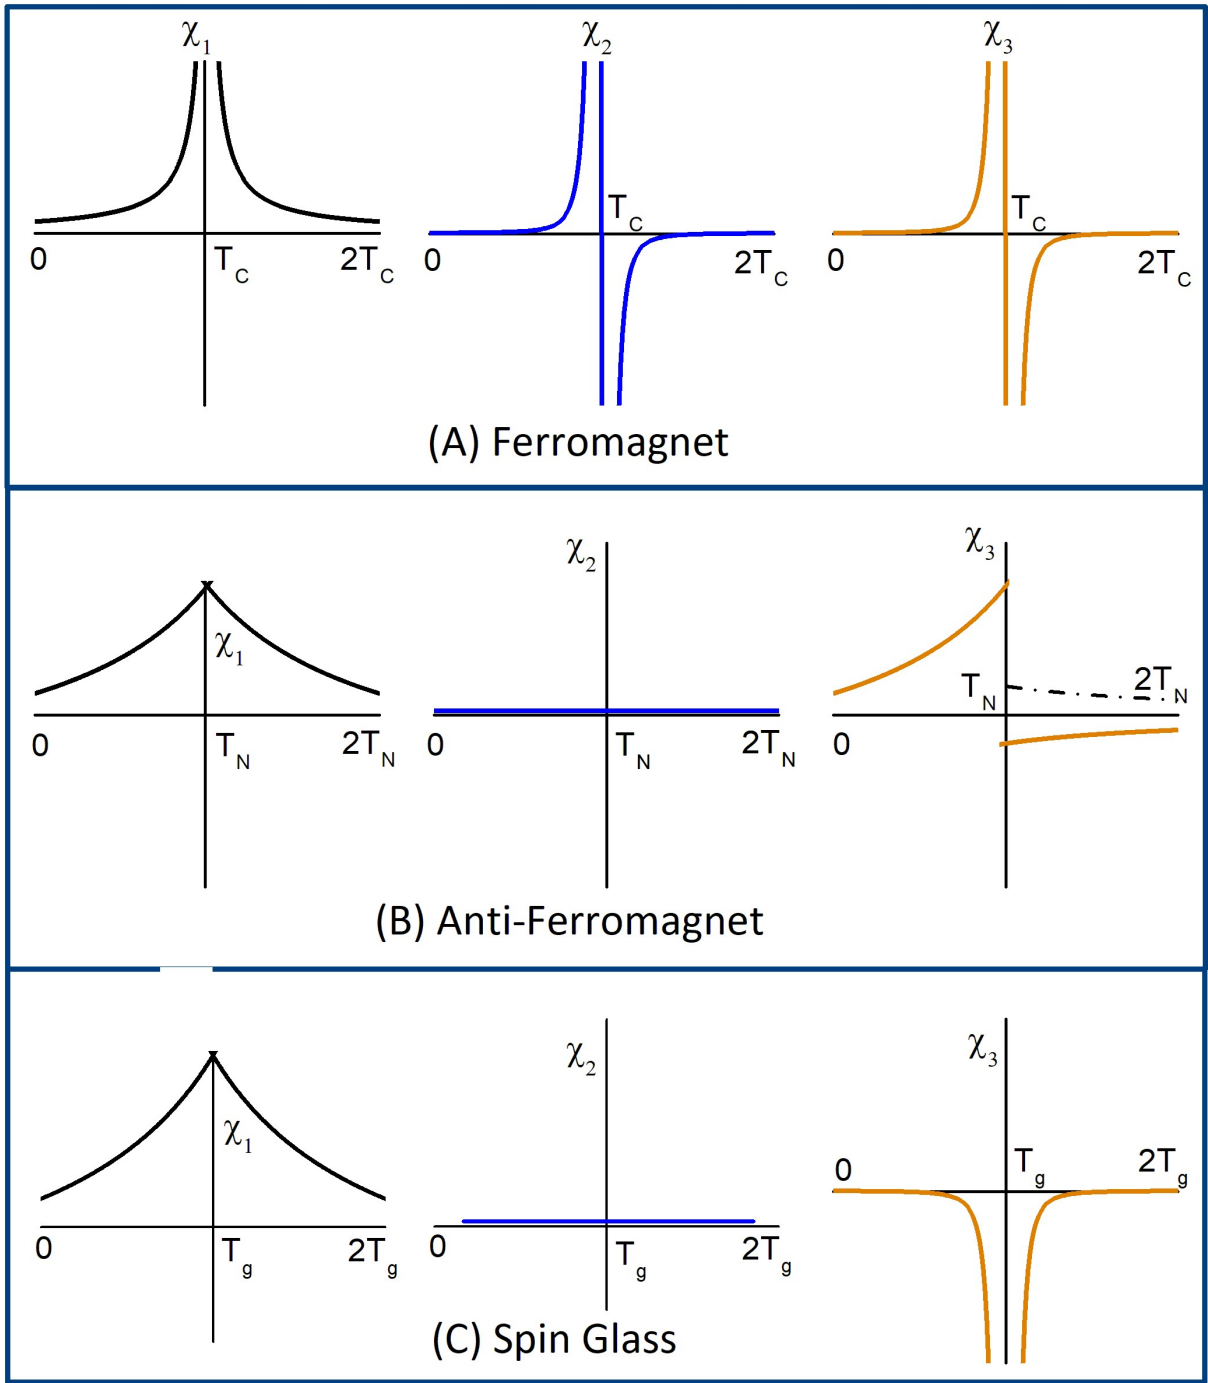 χ1 χ2 χ3
TC TC
0 TC 2TC 0 2TC 0 2TC
(A) Ferromagnet
χ2 χ3
χ1
TN 2TN
0 TN 2TN 0 TN 2TN 0
(B) Anti-Ferromagnet
χ2 χ3
χ1
0 Tg 2Tg
0 Tg 2Tg 0 Tg 2Tg
(C) Spin Glass